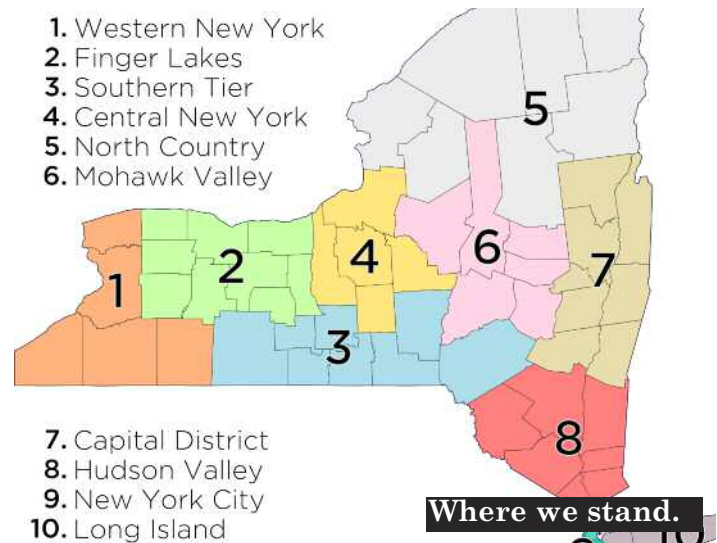 1. Western New York
2. Finger Lakes
3. Southern Tier
4. Central New York
5. North Country
6. Mohawk Valley
5
6
7
4
2
1
3
8
7. Capital District
8. Hudson Valley
9. New York City
10. Long Island
Where we stand.
10